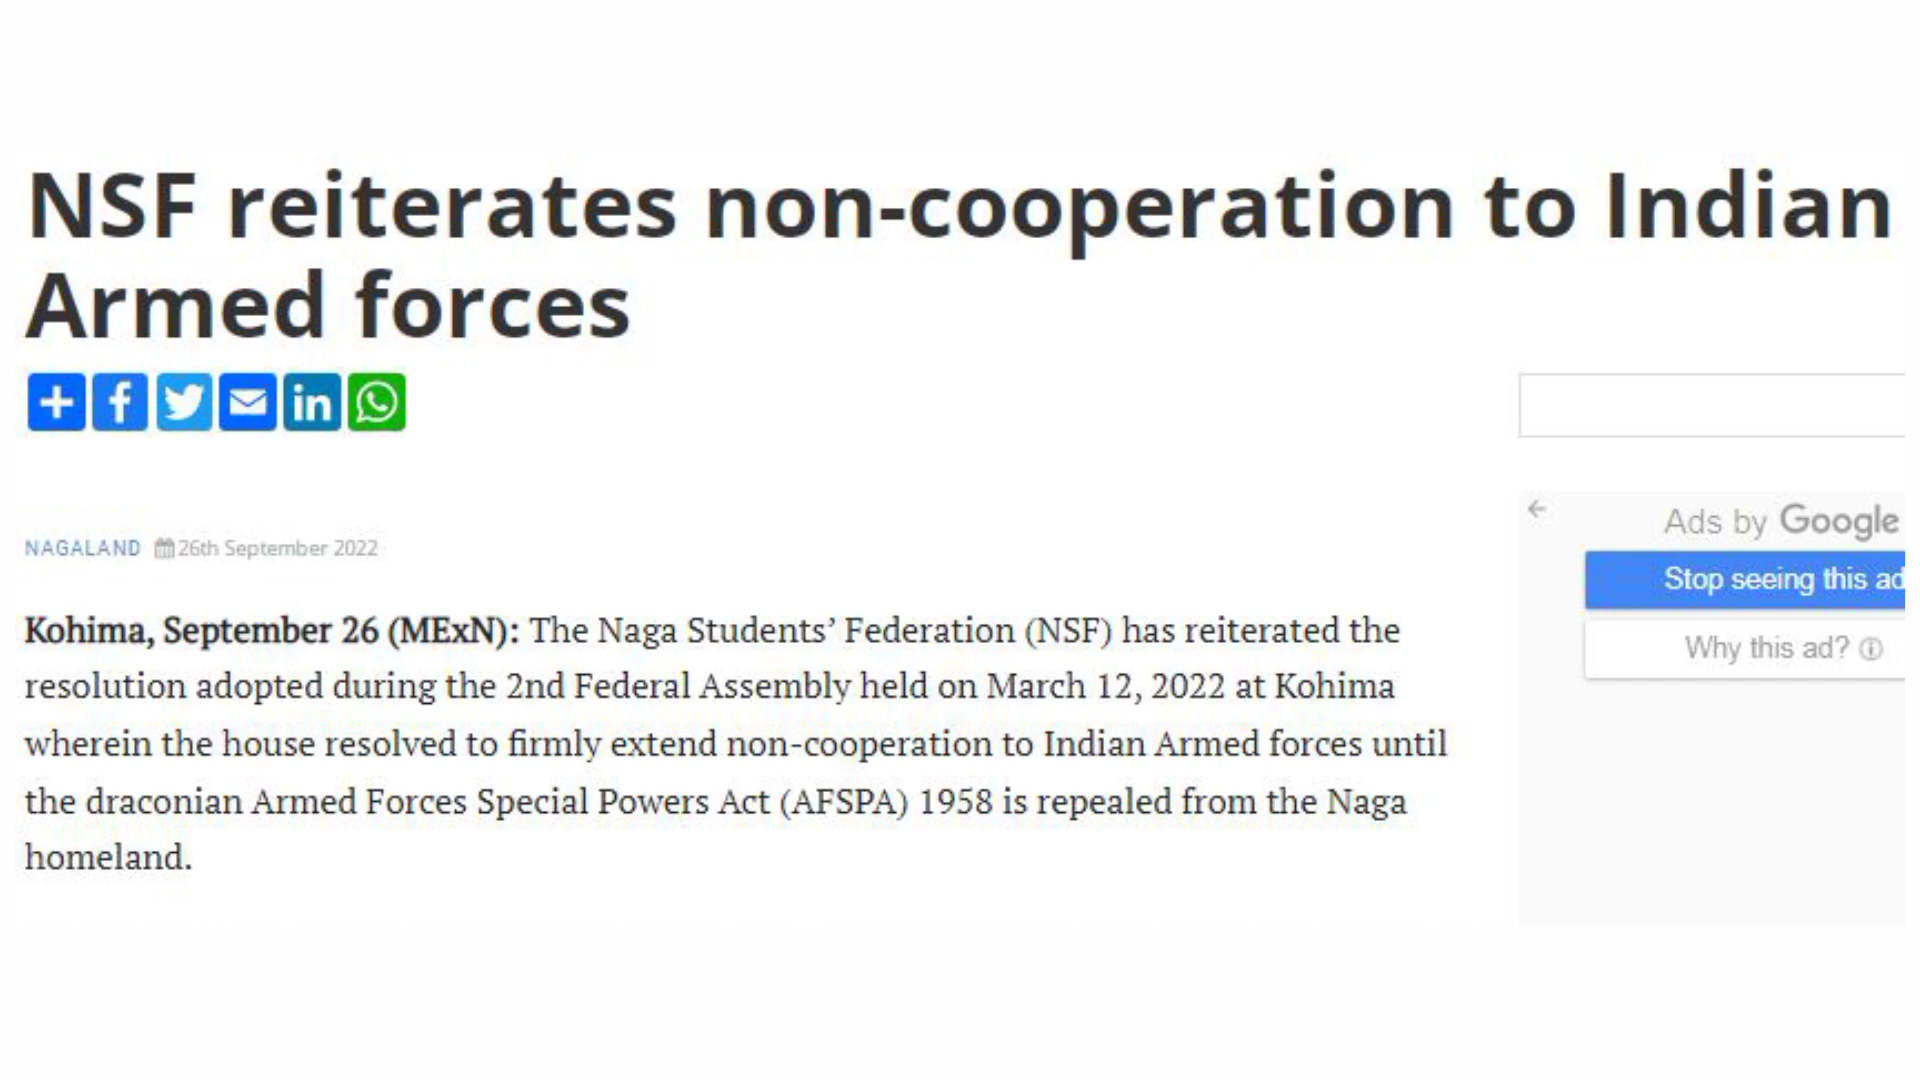 NSF reiterates non-cooperation to Indian
Armed forces
NAGALAND 26th September 2022
Kohima, September 26 (MExN): The Naga Students’ Federation (NSF) has reiterated the
resolution adopted during the 2nd Federal Assembly held on March 12, 2022 at Kohima
wherein the house resolved to firmly extend non-cooperation to Indian Armed forces until
the draconian Armed Forces Special Powers Act (AFSPA) 1958 is repealed from the Naga
homeland.
Ads by Google
Stop seeing this ad
Why this ad?